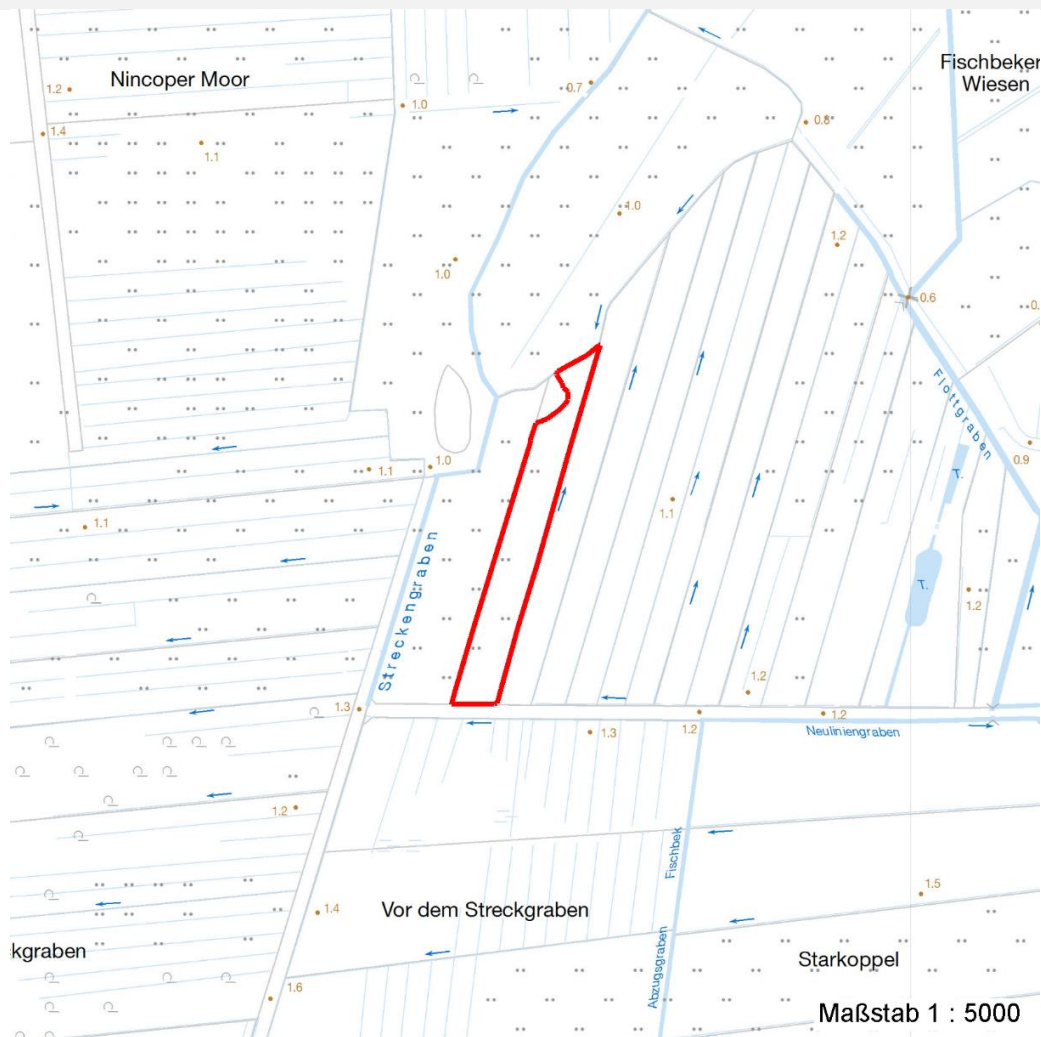 Nincoper Moor
Fischbeker
Wiesen
1.2
1.0
0.7
1.4
1.1
0.8
1.0
1.2
1.0
0.6
0.
Flottgraben
1.0
1.1
0.9
T.
1.1
1.1
Streckengraben
T.
1.2
1.2
1.3
1.2
1.2
1.3
Neuliniengraben
1.2
Fischbek
1.5
1.4
Vor dem Streckgraben
kgraben
Abzugsgraben
Starkoppel
1.6
Maßstab 1 : 5000